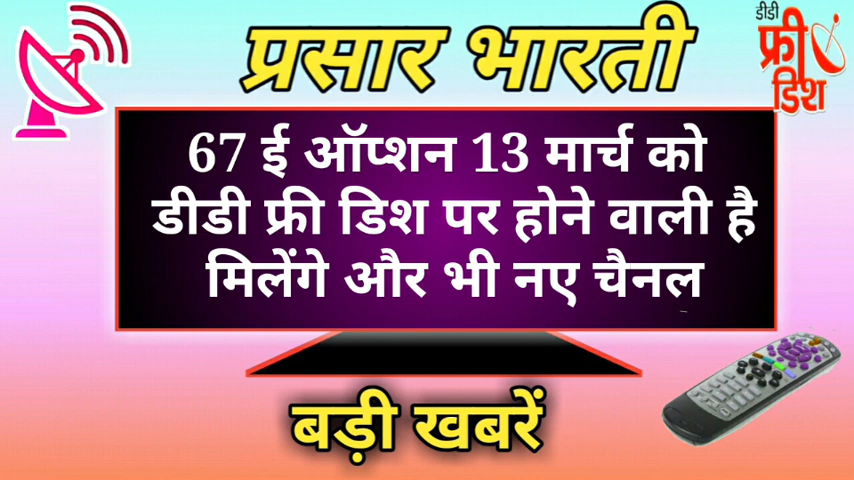 प्रसार भारती
डीडी
फ्री
डिश
67 ई ऑप्शन 13 मार्च को
डीडी फ्री डिश पर होने वाली है
मिलेंगे और भी नए चैनल
बड़ी खबरें